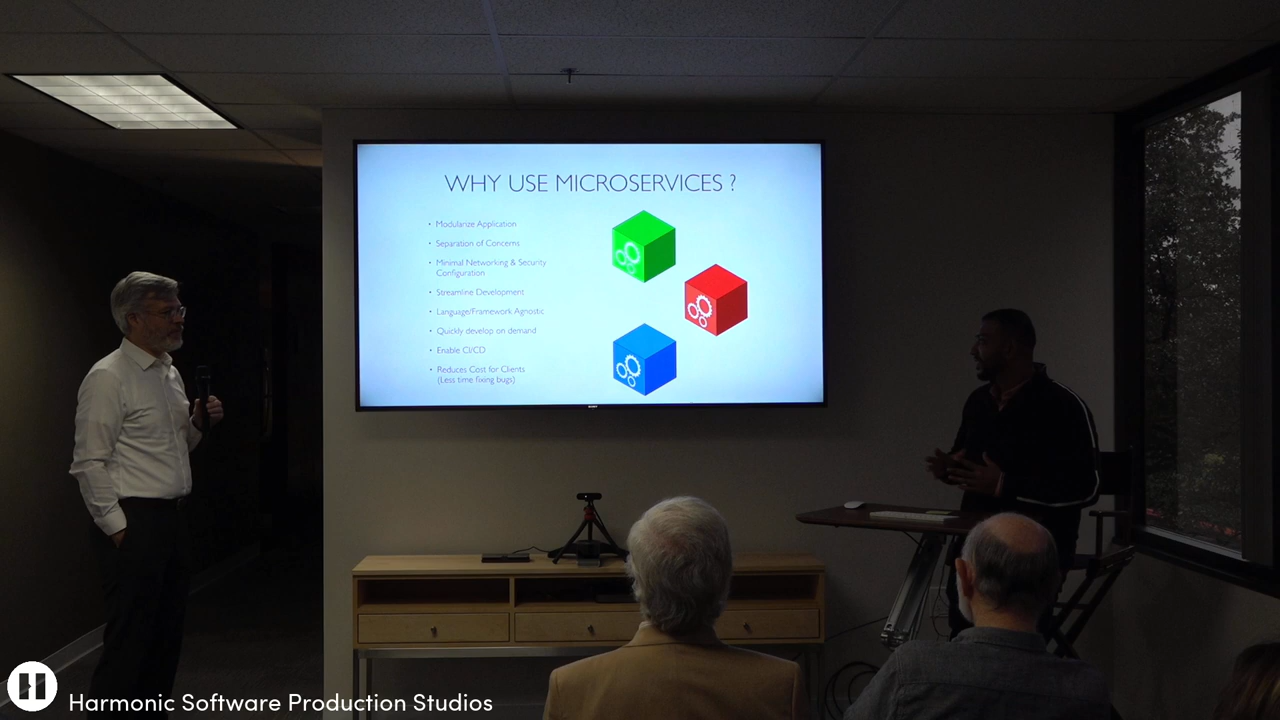 WHY USE MICROSERVICES ?
• Modularize Application
• Separation of Concerns
• Minimal Networking & Security
Configuration
• Streamline Development
• Language/Framework Agnostic
• Quickly develop on demand
• Enable CI/CD
• Reduces Cost for Clients
(Less time fixing bugs)
SONY
Harmonic Software Production Studios